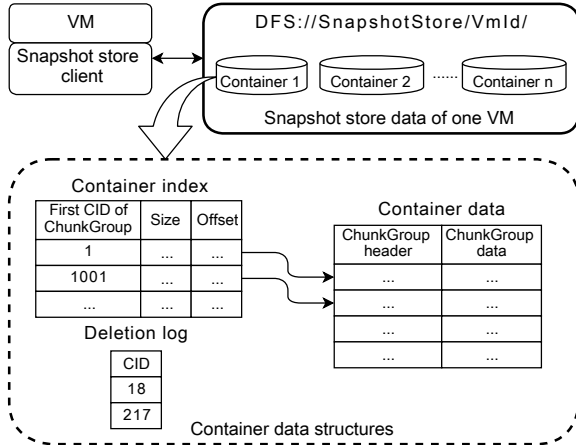 VM
Snapshot store
client
DFS://SnapshotStore/VmId/
Container 1
Container 2
......
Container n
Snapshot store data of one VM
Container index
First CID of
ChunkGroup
Size
Offset
1
...
...
1001
...
...
...
...
...
Container data
ChunkGroup
header
ChunkGroup
data
...
...
...
...
...
...
...
...
Deletion log
CID
18
217
Container data structures